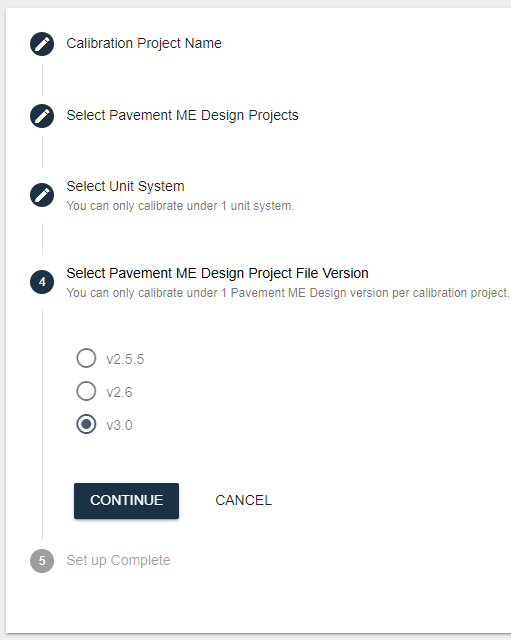 Calibration Project Name
Select Pavement ME Design Projects
Select Unit System
You can only calibrate under 1 unit system.
4 Select Pavement ME Design Project File Version
You can only calibrate under 1 Pavement ME Design version per calibration project.
v2.5.5
v2.6
v3.0
CONTINUE CANCEL
5 Set up Complete